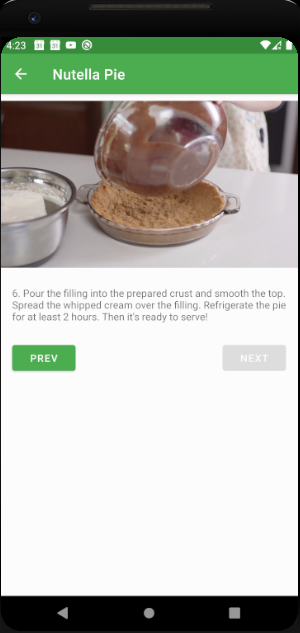 4:23
Nutella Pie
6. Pour the filling into the prepared crust and smooth the top.
Spread the whipped cream over the filling. Refrigerate the pie
for at least 2 hours. Then it's ready to serve!
PREV
NEXT